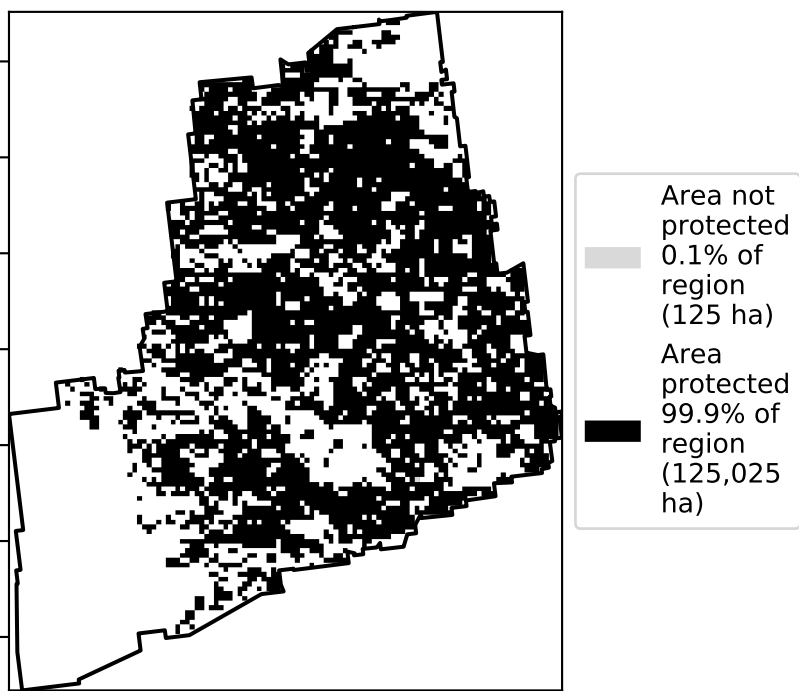 Area not
protected
0.1% of
region
(125 ha)
Area
protected
99.9% of
region
(125,025
ha)